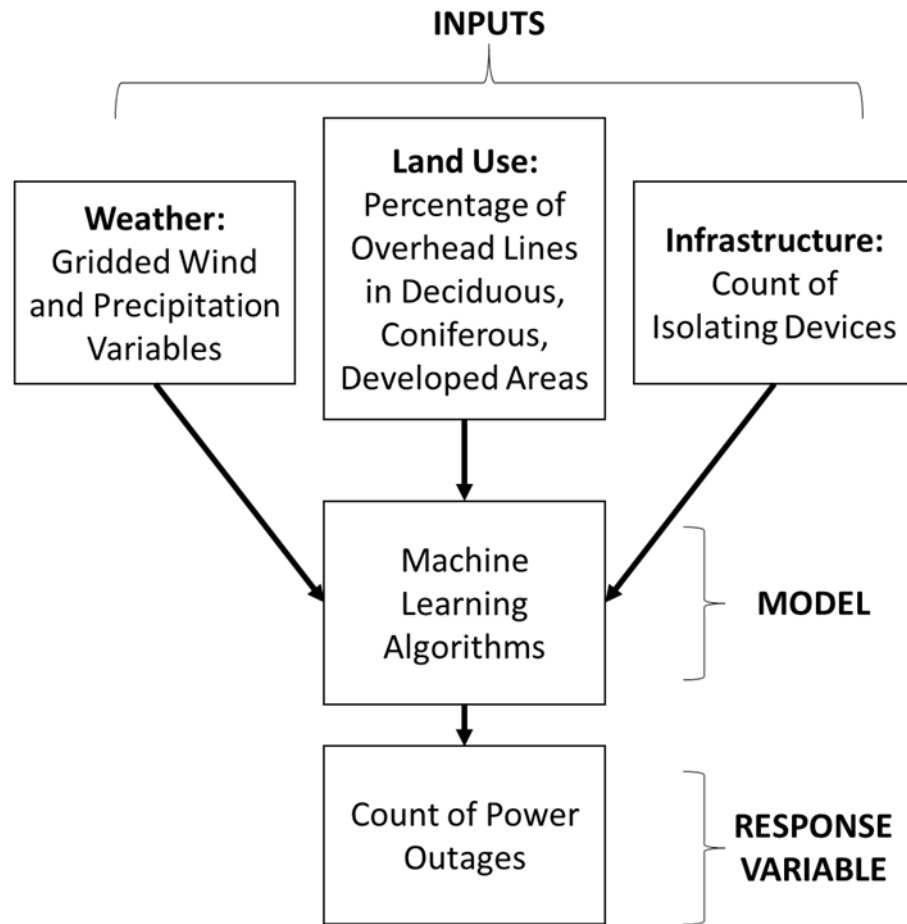 INPUTS
Weather:
Gridded Wind
and Precipitation
Variables
Land Use:
Percentage of
Overhead Lines
in Deciduous,
Coniferous,
Developed Areas
Infrastructure:
Count of
Isolating Devices
Machine
Learning
Algorithms
MODEL
Count of Power
Outages
RESPONSE
VARIABLE